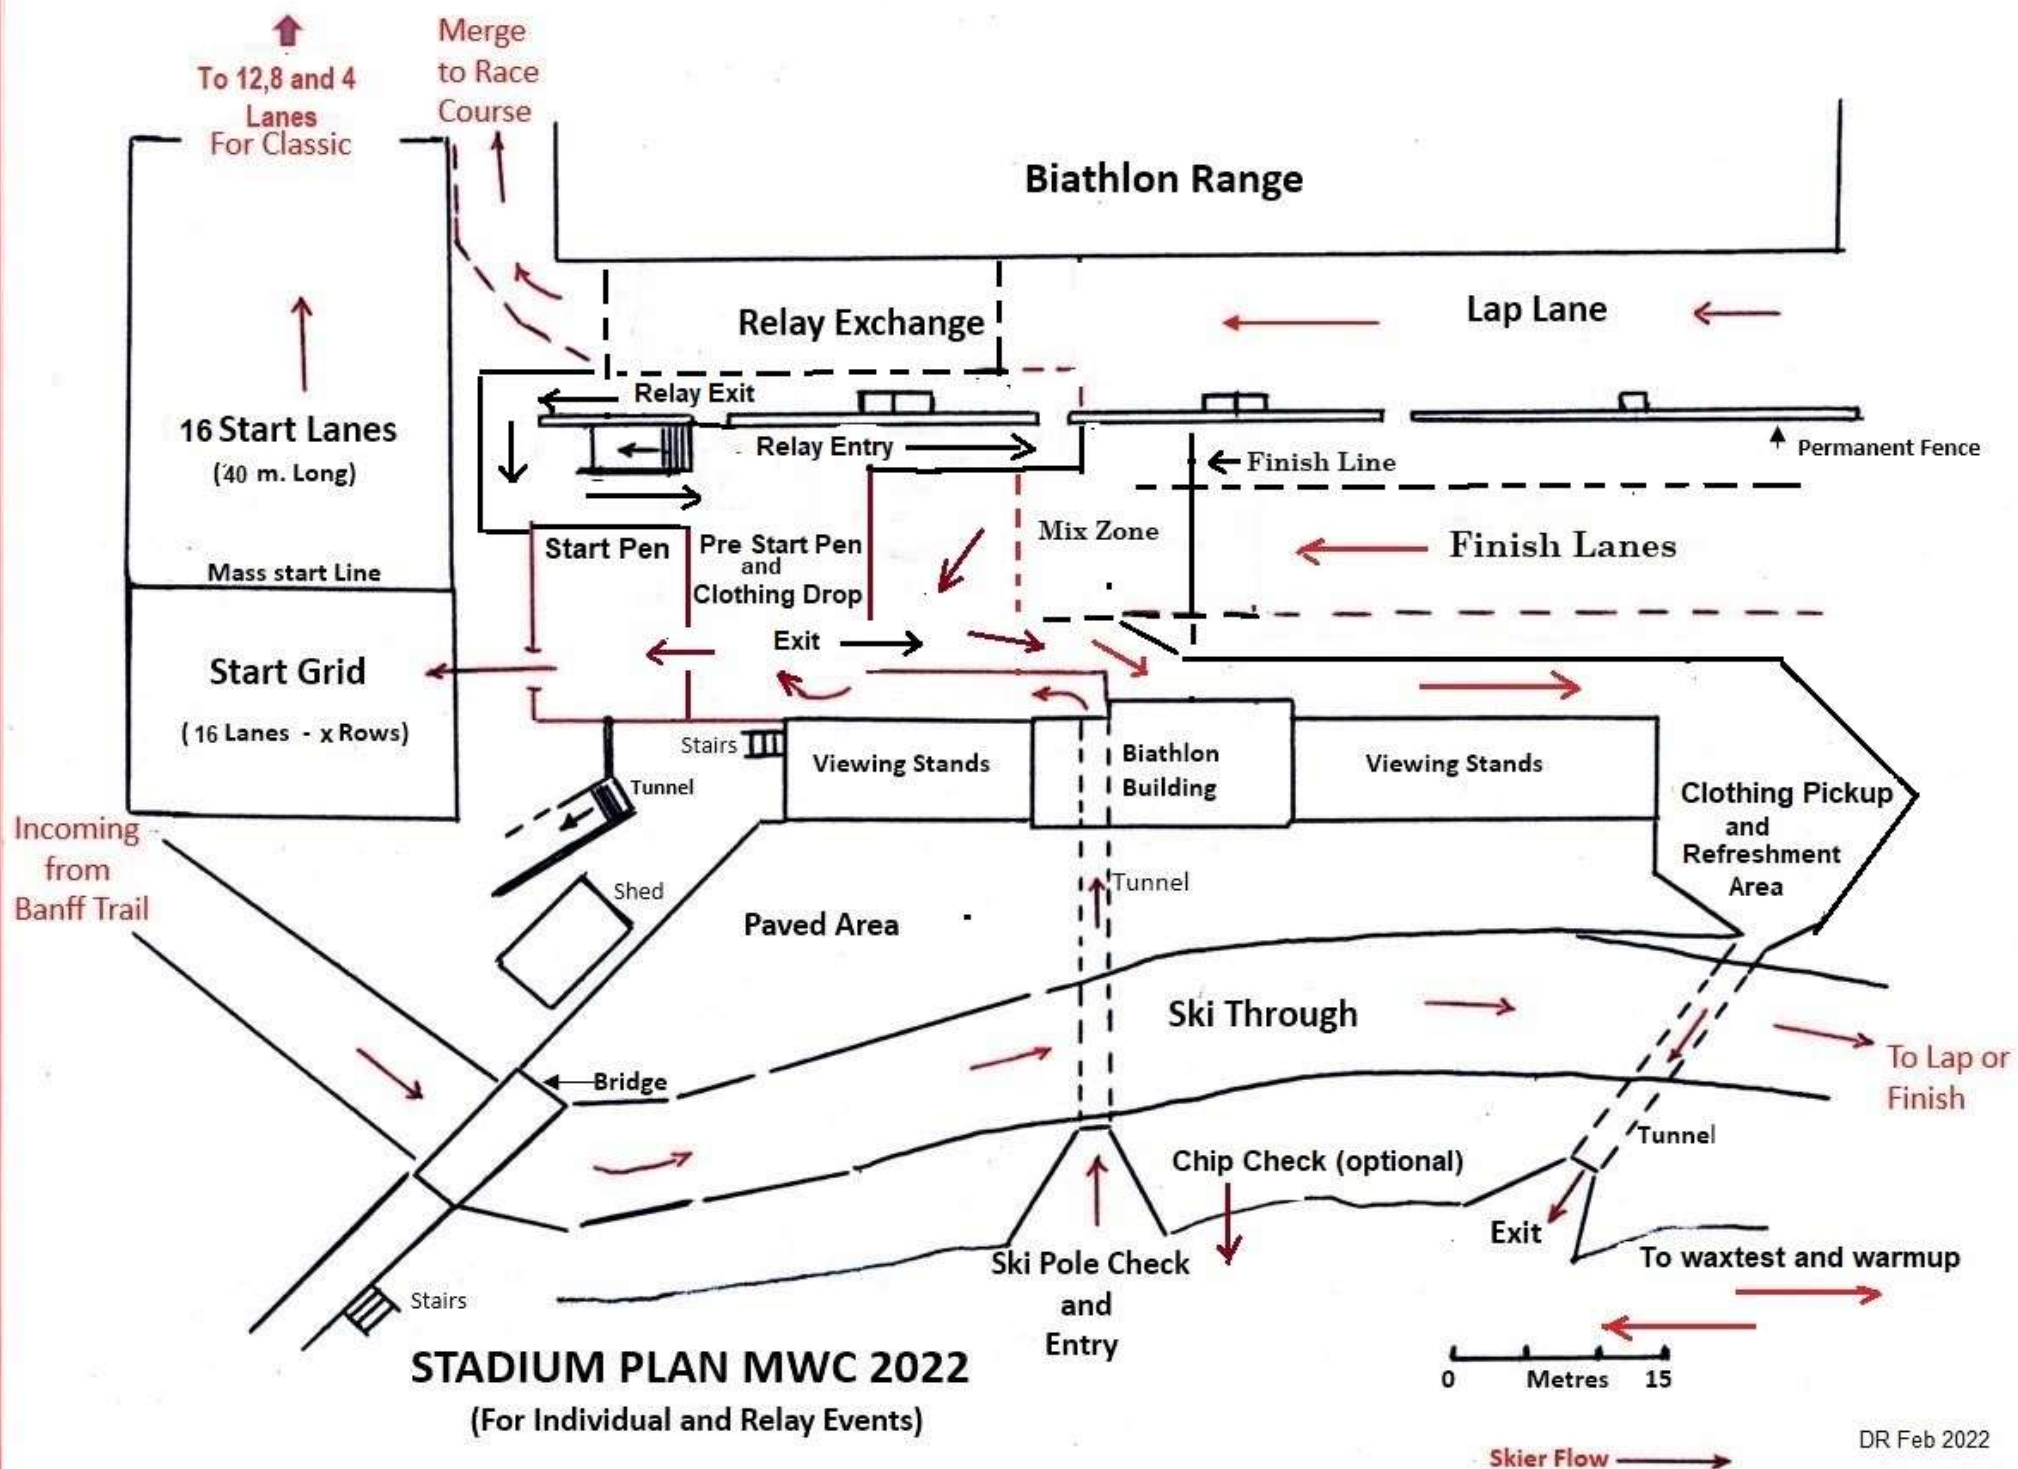 To 12,8 and 4
Lanes
For Classic
Merge
to Race
Course
Biathlon Range
Relay Exchange
Lap Lane
Relay Exit
Relay Entry
Permanent Fence
Finish Line
16 Start Lanes
(40 m. Long)
Mass start Line
Start Pen
Pre Start Pen
and
Clothing Drop
Mix Zone
Finish Lanes
Exit
Start Grid
(16 Lanes - x Rows)
Stairs
Viewing Stands
Biathlon
Building
Viewing Stands
Tunnel
Clothing Pickup
and
Refreshment
Area
Incoming
from
Banff Trail
Shed
Paved Area
Tunnel
Ski Through
Bridge
To Lap or
Finish
Tunnel
Chip Check (optional)
Exit
Ski Pole Check
and
Entry
To waxtest and warmup
Stairs
STADIUM PLAN MWC 2022
(For Individual and Relay Events)
0 Metres 15
DR Feb 2022
Skier Flow